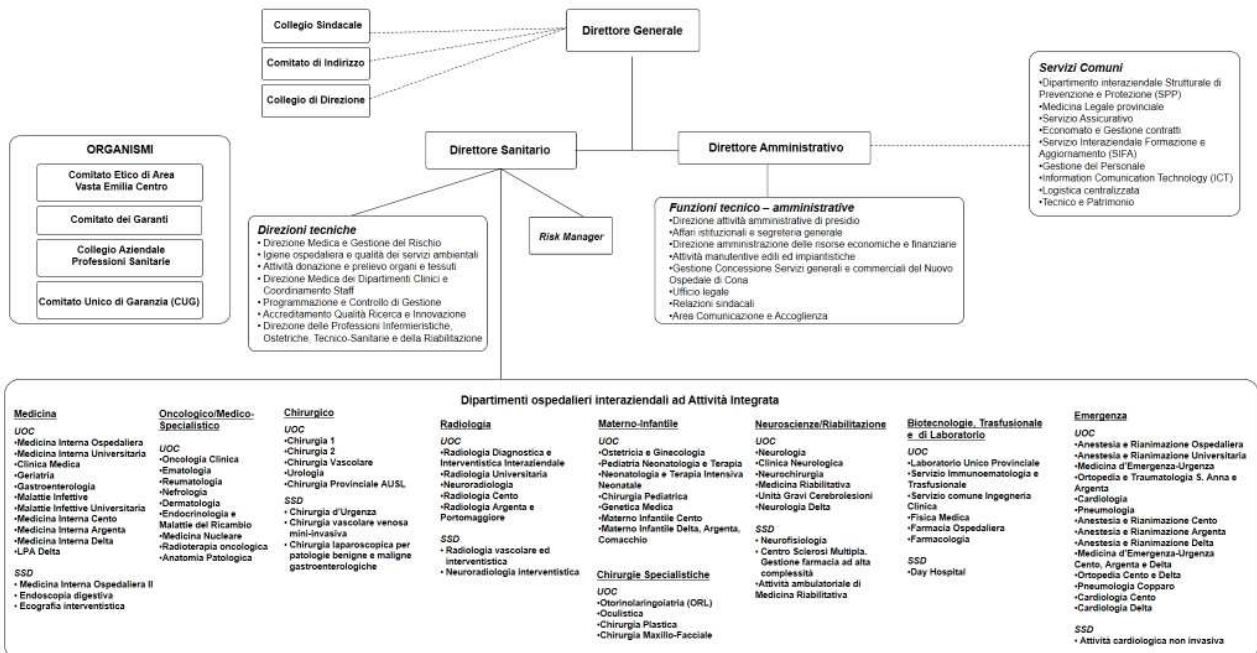 Collegio Sindacale
Comitato di Indirizzo
Collegio di Direzione
Direttore Generale
Servizi Comuni
•Dipartimento interaziendale Strutturale di
Prevenzione e Protezione (SPP)
•Medicina Legale provinciale
•Servizio Assicurativo
•Economato e Gestione contratti
•Servizio Interaziendale Formazione e
Aggiornamento (SIFA)
•Gestione del Personale
•Information Comunication Technology (ICT)
•Logistica centralizzata
•Tecnico e Patrimonio
ORGANISMI
Comitato Etico di Area
Vasta Emilia Centro
Comitato dei Garanti
Collegio Aziendale
Professioni Sanitarie
Comitato Unico di Garanzia (CUG)
Direttore Sanitario
Direttore Amministrativo
Direzioni tecniche
• Direzione Medica e Gestione del Rischio
• Igiene ospedaliera e qualità dei servizi ambientali
• Attività donazione e prelievo organi e tessuti
• Direzione Medica dei Dipartimenti Clinici e
Coordinamento Staff
• Programmazione e Controllo di Gestione
• Accreditamento Qualità Ricerca e Innovazione
• Direzione delle Professioni Infermieristiche,
Ostetriche, Tecnico-Sanitarie e della Riabilitazione
Risk Manager
Funzioni tecnico – amministrative
•Direzione attività amministrative di presidio
•Affari istituzionali e segreteria generale
•Direzione amministrazione delle risorse economiche e finanziarie
•Attività manutentive edili ed impiantistiche
•Gestione Concessione Servizi generali e commerciali del Nuovo
Ospedale di Cona
•Ufficio legale
•Relazioni sindacali
•Area Comunicazione e Accoglienza
Dipartimenti ospedalieri interaziendali ad Attività Integrata
Medicina
UOC
•Medicina Interna Ospedaliera
•Medicina Interna Universitaria
•Clinica Medica
•Geriatria
•Gastroenterologia
•Malattie Infettive
•Malattie Infettive Universitaria
•Medicina Interna Cento
•Medicina Interna Argenta
•Medicina Interna Delta
•LPA Delta
SSD
• Medicina Interna Ospedaliera II
• Endoscopia digestiva
• Ecografia interventistica
Oncologico/Medico-
Specialistico
UOC
•Oncologia Clinica
•Ematologia
•Reumatologia
•Nefrologia
•Dermatologia
•Endocrinologia e
Malattie del Ricambio
•Medicina Nucleare
•Radioterapia oncologica
•Anatomia Patologica
Chirurgico
UOC
•Chirurgia 1
•Chirurgia 2
•Chirurgia Vascolare
•Urologia
•Chirurgia Provinciale AUSL
SSD
• Chirurgia d'Urgenza
• Chirurgia vascolare venosa
mini-invasiva
• Chirurgia laparoscopica per
patologie benigne e maligne
gastroenterologiche
Radiologia
UOC
•Radiologia Diagnostica e
Interventistica Interaziendale
•Radiologia Universitaria
•Neuroradiologia
•Radiologia Cento
•Radiologia Argenta e
Portomaggiore
SSD
• Radiologia vascolare ed
interventistica
• Neuroradiologia interventistica
Materno-Infantile
UOC
•Ostetricia e Ginecologia
•Pediatria Neonatologia e Terapia
•Neonatologia e Terapia Intensiva
Neonatale
•Chirurgia Pediatrica
•Genetica Medica
•Materno Infantile Cento
•Materno Infantile Delta, Argenta,
Comacchio
Chirurgie Specialistiche
UOC
•Otorinolaringoiatria (ORL)
•Oculistica
•Chirurgia Plastica
•Chirurgia Maxillo-Facciale
Neuroscienze/Riabilitazione
UOC
•Neurologia
•Clinica Neurologica
•Neurochirurgia
•Medicina Riabilitativa
•Unità Gravi Cerebrolesioni
•Neurologia Delta
SSD
• Neurofisiologia
• Centro Sclerosi Multipla.
Gestione farmacia ad alta
complessità
•Attività ambulatoriale di
Medicina Riabilitativa
Biotecnologie, Trasfusionale
e di Laboratorio
UOC
•Laboratorio Unico Provinciale
•Servizio Immunoematologia e
Trasfusionale
•Servizio comune Ingegneria
Clinica
•Fisica Medica
•Farmacia Ospedaliera
•Farmacologia
SSD
•Day Hospital
Emergenza
UOC
•Anestesia e Rianimazione Ospedaliera
•Anestesia e Rianimazione Universitaria
•Medicina d'Emergenza-Urgenza
•Ortopedia e Traumatologia S. Anna e
Argenta
•Cardiologia
•Pneumologia
•Anestesia e Rianimazione Cento
•Anestesia e Rianimazione Argenta
•Anestesia e Rianimazione Delta
•Medicina d'Emergenza-Urgenza
Cento, Argenta e Delta
•Ortopedia Cento e Delta
•Pneumologia Copparo
•Cardiologia Cento
•Cardiologia Delta
SSD
• Attività cardiologica non invasiva